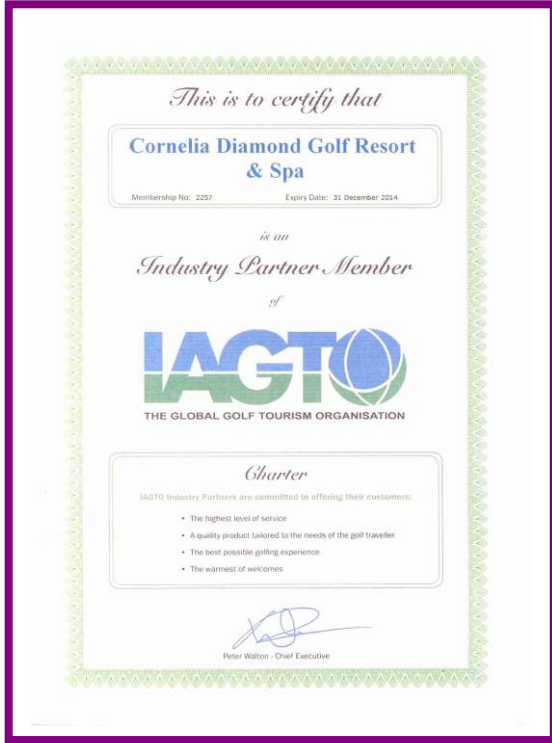 This is to certify that
Cornelia Diamond Golf Resort
& Spa
Membership No: 2257 Expiry Date: 31 December 2014
is an
Industry Partner Member
of
IAGTO
THE GLOBAL GOLF TOURISM ORGANISATION
Charter
IAGTO Industry Partners are committed to offering their customers:
• The highest level of service
• A quality product tailored to the needs of the golf traveller
• The best possible golfing experience
• The warmest of welcomes
Peter Walton - Chief Executive